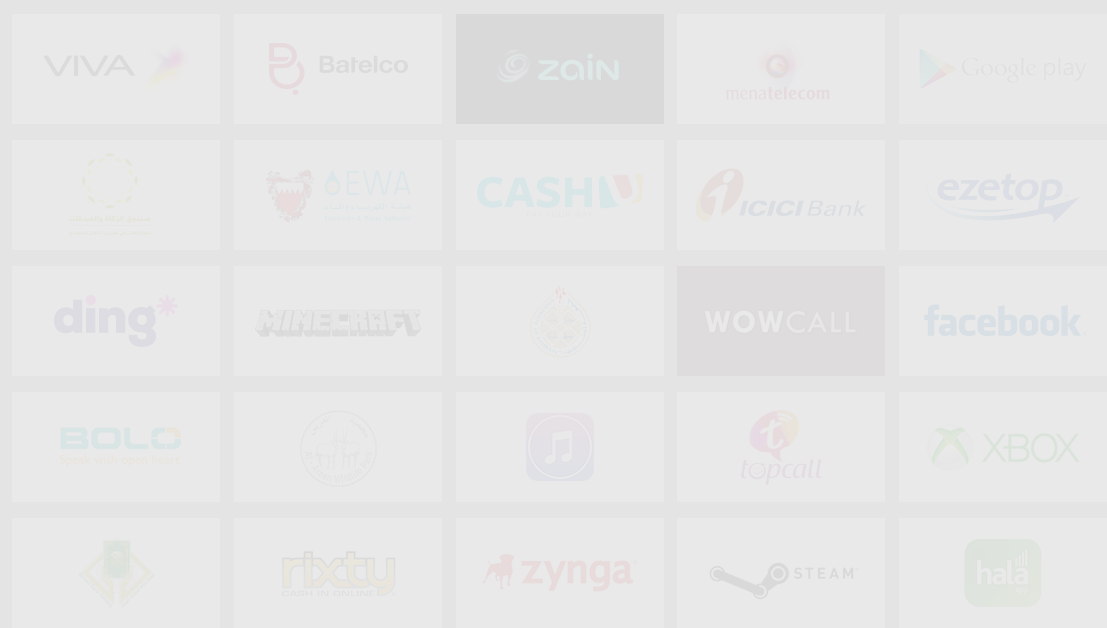 VIVA
Batelco
zain
menatelecom
Google play
EWA
CASHU
ICICI Bank
ezetop
ding*
MINECRAFT
WOWCALL
facebook
BOLO
topcall
XBOX
rixty
zynga
STEAM
hala